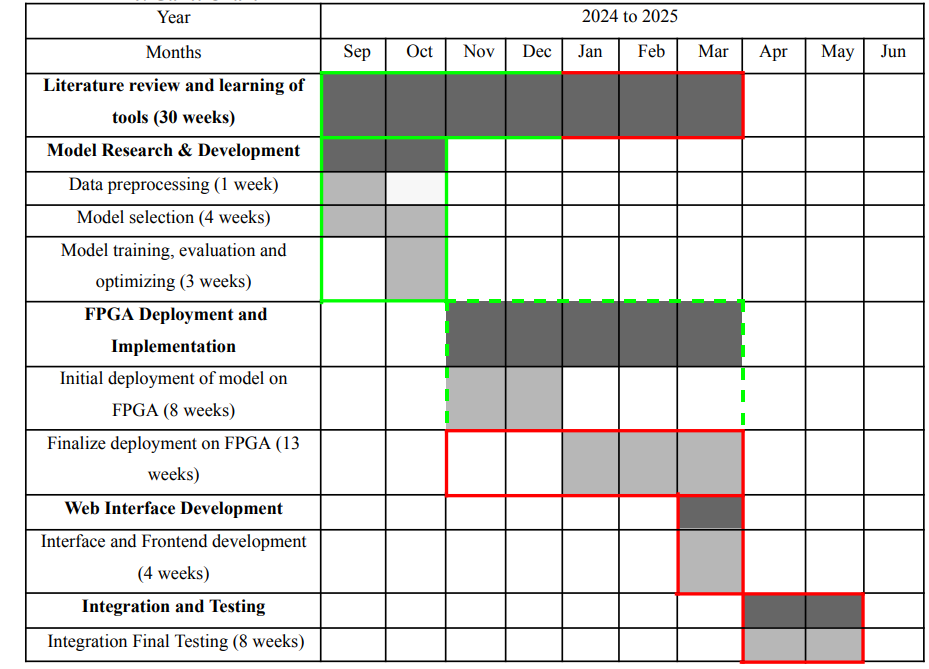 Year
2024 to 2025
Months
Sep
Oct
Nov
Dec
Jan
Feb
Mar
Apr
May
Jun
Literature review and learning of
tools (30 weeks)
Model Research & Development
Data preprocessing (1 week)
Model selection (4 weeks)
Model training, evaluation and
optimizing (3 weeks)
FPGA Deployment and
Implementation
Initial deployment of model on
FPGA (8 weeks)
Finalize deployment on FPGA (13
weeks)
Web Interface Development
Interface and Frontend development
(4 weeks)
Integration and Testing
Integration Final Testing (8 weeks)